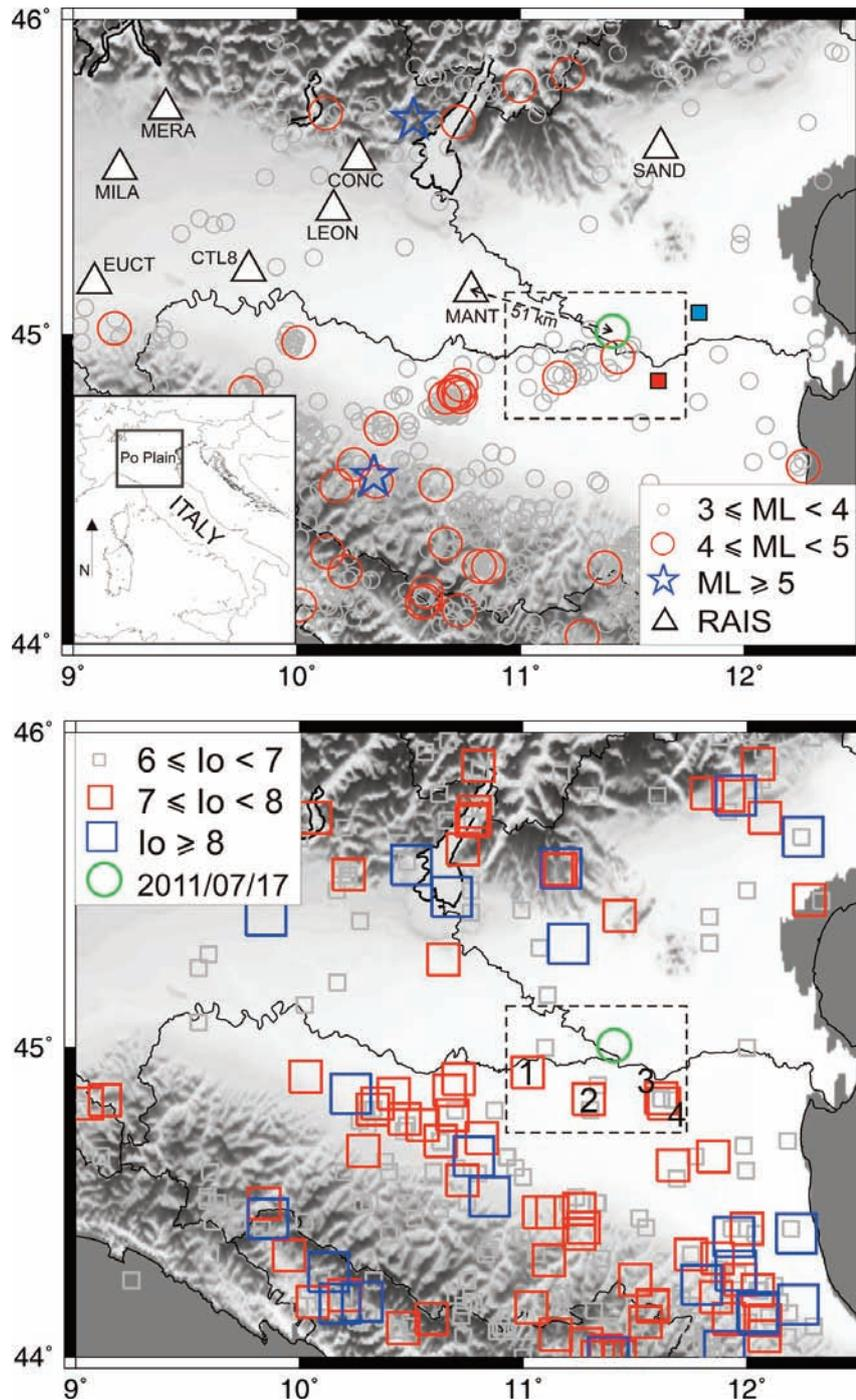 46°
MERA
MILA
CONC
SAND
LEON
EUCT
CTL8
MANT
51 km
45°
Po Plain
ITALY
N
3 ⩽ ML < 4
4 ⩽ ML < 5
ML ⩾ 5
RAIS
44°
9° 10° 11° 12°
46°
6 ⩽ Io < 7
7 ⩽ Io < 8
Io ⩾ 8
2011/07/17
45°
1
2
3
4
44°
9° 10° 11° 12°